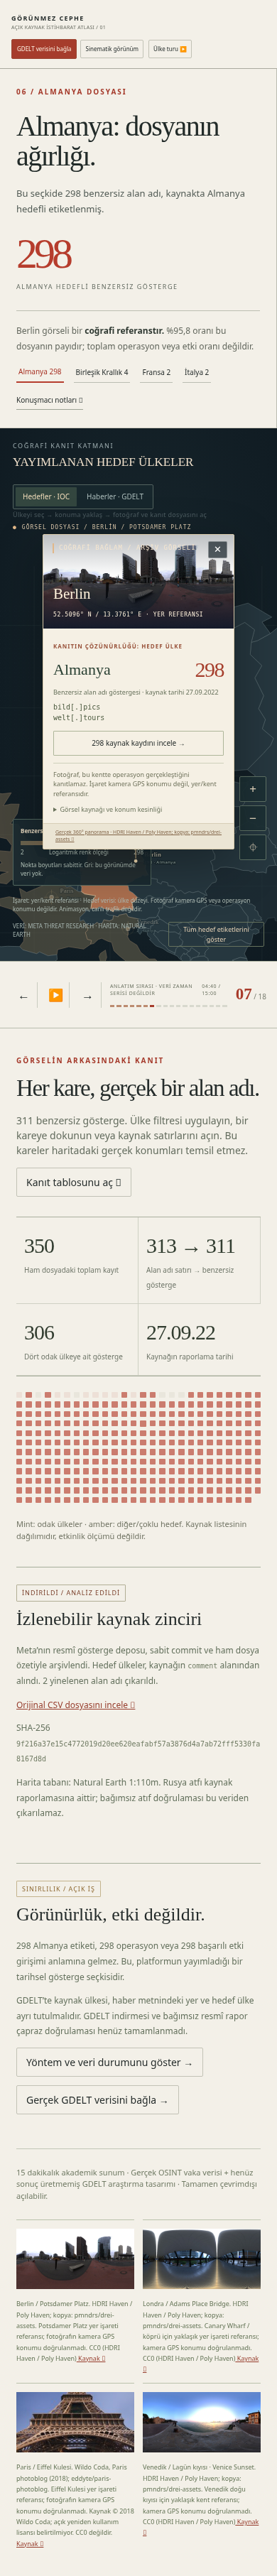 GÖRÜNMEZ CEPHE
AÇIK KAYNAK İSTİHBARAT ATLASI / 01
GDELT verisini bağla
Sinematik görünüm
Ülke turu ▶
06 / ALMANYA DOSYASI
Almanya: dosyanın
ağırlığı.
Bu seçkide 298 benzersiz alan adı, kaynakta Almanya
hedefli etiketlenmiş.
298
ALMANYA HEDEFLİ BENZERSİZ GÖSTERGE
Berlin görseli bir coğrafi referanstır. %95,8 oranı bu
dosyanın payıdır; toplam operasyon veya etki oranı değildir.
Almanya 298
Birleşik Krallık 4
Fransa 2
İtalya 2
Konuşmacı notları
COĞRAFİ KANIT KATMANI
YAYIMLANAN HEDEF ÜLKELER
Hedefler · IOC
Haberler · GDELT
Ülkeyi seç → konuma yaklaş → fotoğraf ve kanıt dosyasını aç
● GÖRSEL DOSYASI / BERLİN / POTSDAMER PLATZ
×
Berlin
52.5096° N / 13.3761° E · YER REFERANSI
KANITIN ÇÖZÜNÜRLÜĞÜ: HEDEF ÜLKE
Almanya
298
Benzersiz alan adı göstergesi · kaynak tarihi 27.09.2022
bild[.]pics
welt[.]tours
298 kaynak kaydını incele →
Fotoğraf, bu kentte operasyon gerçekleştiğini
kanıtlamaz. İşaret kamera GPS konumu değil, yer/kent
referansıdır.
▸ Görsel kaynağı ve konum kesinliği
Gerçek 360° panorama · HDRI Haven / Poly Haven; kopya: pmndrs/drei-
assets
+
−
2
Logaritmik renk ölçeği
298
Nokta boyutları sabittir. Gri: bu görünümde
veri yok.
İşaret: yer/kent referansı · Hedef verisi: ülke düzeyi. Fotoğraf kamera GPS veya operasyon
VERİ: META THREAT RESEARCH · HARİTA: NATURAL
EARTH
Tüm hedef etiketlerini
göster
←
▶
→
ANLATIM SIRASI · VERİ ZAMAN
SERİSİ DEĞİLDİR
04:45 /
15:00
07 / 18
GÖRSELİN ARKASINDAKİ KANIT
Her kare, gerçek bir alan adı.
311 benzersiz gösterge. Ülke filtresi uygulayın, bir
kareye dokunun veya kaynak satırlarını açın. Bu
kareler haritadaki gerçek konumları temsil etmez.
Kanıt tablosunu aç
350
Ham dosyadaki toplam kayıt
313 → 311
Alan adı satırı → benzersiz
gösterge
306
Dört odak ülkeye ait gösterge
27.09.22
Kaynağın raporlama tarihi
Mint: odak ülkeler · amber: diğer/çoklu hedef. Kaynak listesinin
dağılımıdır, etkinlik ölçümü değildir.
İNDİRİLDİ / ANALİZ EDİLDİ
İzlenebilir kaynak zinciri
Meta'nın resmî gösterge deposu, sabit commit ve ham dosya
özetiyle arşivlendi. Hedef ülkeler, kaynağın comment alanından
alındı. 2 yinelenen alan adı çıkarıldı.
Orijinal CSV dosyasını incele
SHA-256
9f216a37e15c4772019d20ee620eafabf57a3876d4a7ab72fff5330fa
8167d8d
Harita tabanı: Natural Earth 1:110m. Rusya atfı kaynak
raporlamasına aittir; bağımsız atıf doğrulaması bu veriden
çıkarılamaz.
SINIRLILIK / AÇIK İŞ
Görünürlük, etki değildir.
298 Almanya etiketi, 298 operasyon veya 298 başarılı etki
girişimi anlamına gelmez. Bu, platformun yayımladığı bir
tarihsel gösterge seçkisidir.
GDELT'te kaynak ülkesi, haber metnindeki yer ve hedef ülke
ayrı tutulmalıdır. GDELT indirmesi ve bağımsız resmî rapor
çapraz doğrulaması henüz tamamlanmadı.
Yöntem ve veri durumunu göster →
Gerçek GDELT verisini bağla →
15 dakikalık akademik sunum · Gerçek OSINT vaka verisi + henüz
sonuç üretmemiş GDELT araştırma tasarımı · Tamamen çevrimdışı
açılabilir.
Berlin / Potsdamer Platz. HDRI Haven /
Poly Haven; kopya: pmndrs/drei-
assets. Potsdamer Platz yer işareti
referansı; fotoğrafın kamera GPS
konumu doğrulanmadı. CC0 (HDRI
Haven / Poly Haven) Kaynak
Londra / Adams Place Bridge. HDRI
Haven / Poly Haven; kopya:
pmndrs/drei-assets. Canary Wharf /
köprü için yaklaşık yer işareti referansı;
kamera GPS konumu doğrulanmadı.
CC0 (HDRI Haven / Poly Haven) Kaynak
Paris / Eiffel Kulesi. Wildo Coda, Paris
photoblog (2018); eddyte/paris-
photoblog. Eiffel Kulesi yer işareti
referansı; fotoğrafın kamera GPS
konumu doğrulanmadı. Kaynak © 2018
Wildo Coda; açık yeniden kullanım
lisansı belirtilmiyor. CC0 değildir.
Kaynak
Venedik / Lagün kıyısı · Venice Sunset.
HDRI Haven / Poly Haven; kopya:
pmndrs/drei-assets. Venedik doğu
kıyısı için yaklaşık kent referansı;
kamera GPS konumu doğrulanmadı.
CC0 (HDRI Haven / Poly Haven) Kaynak